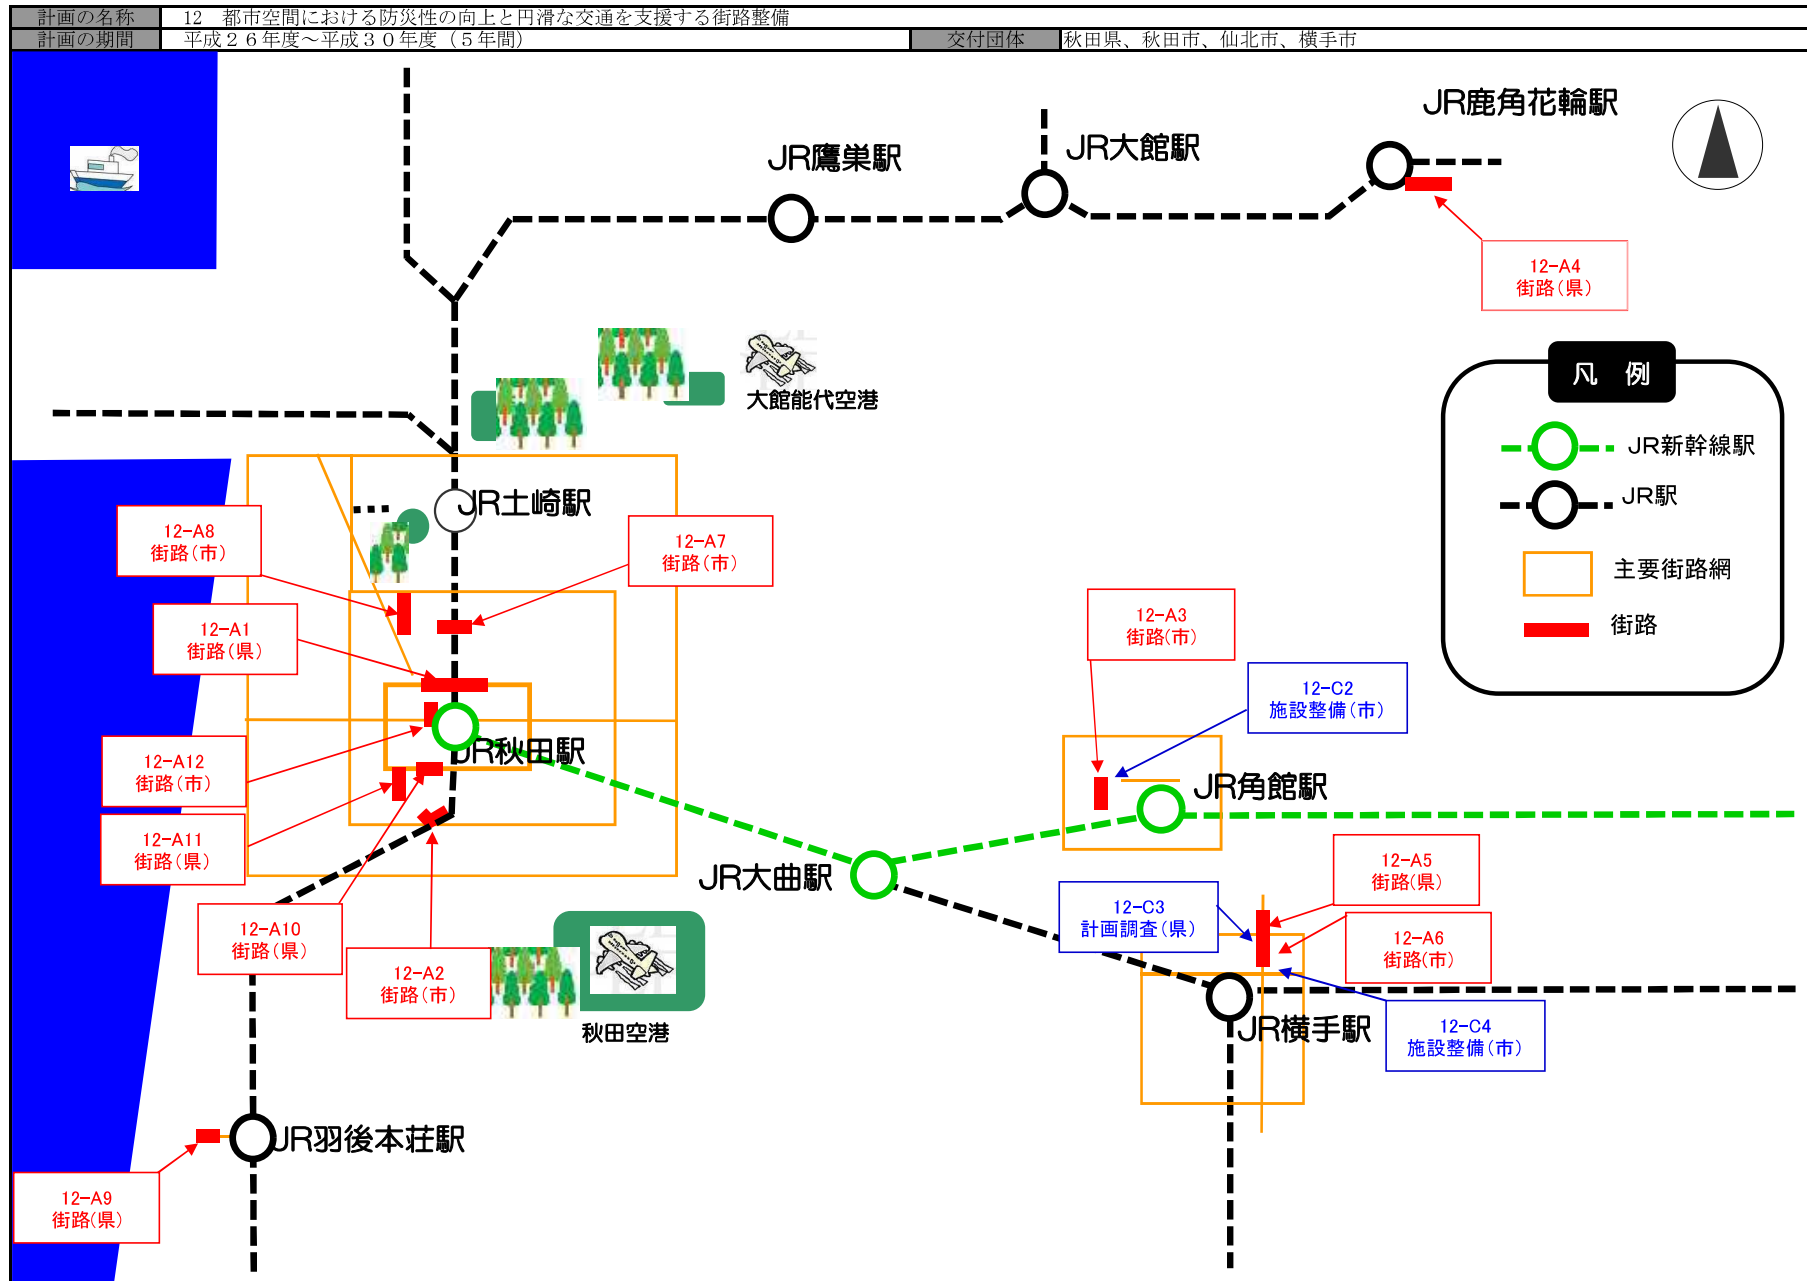 計画の名称
12 都市空間における防災性の向上と円滑な交通を支援する街路整備
計画の期間
平成２６年度～平成３０年度（５年間）
交付団体
秋田県、秋田市、仙北市、横手市
JR鹿角花輪駅
JR大館駅
JR鷹巣駅
12-A4
街路(県)
大館能代空港
凡 例
JR新幹線駅
JR駅
主要街路網
街路
JR土崎駅
12-A8
街路(市)
12-A7
街路(市)
12-A1
街路(県)
12-A3
街路(市)
12-C2
施設整備(市)
JR秋田駅
12-A12
街路(市)
JR角館駅
12-A11
街路(県)
JR大曲駅
12-A5
街路(県)
12-C3
計画調査(県)
12-A10
街路(県)
12-A6
街路(市)
12-A2
街路(市)
秋田空港
JR横手駅
12-C4
施設整備(市)
JR羽後本荘駅
12-A9
街路(県)